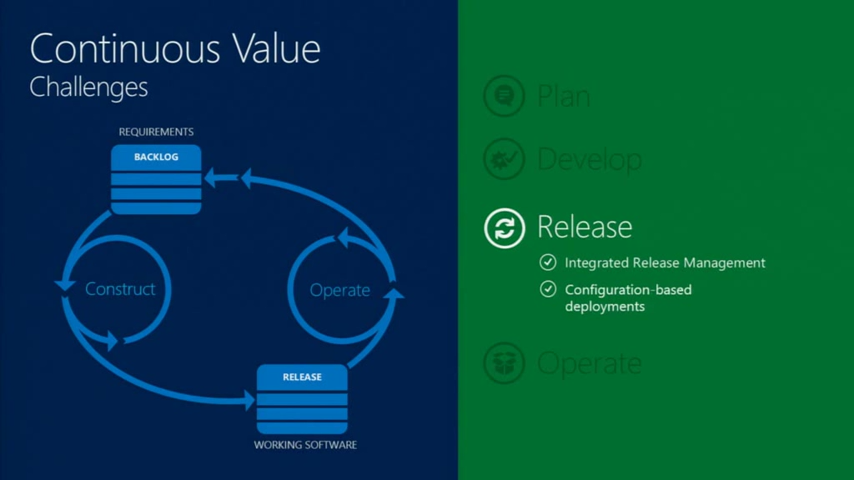 Continuous Value
Challenges
REQUIREMENTS
BACKLOG
Construct
Operate
RELEASE
WORKING SOFTWARE
Plan
Develop
Release
Integrated Release Management
Configuration-based
deployments
Operate